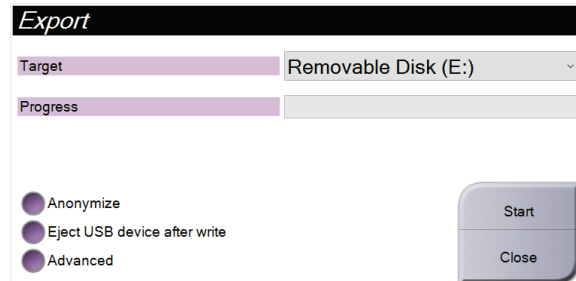 Export
Target
Removable Disk (E:)
Progress
Anonymize
Eject USB device after write
Advanced
Start
Close